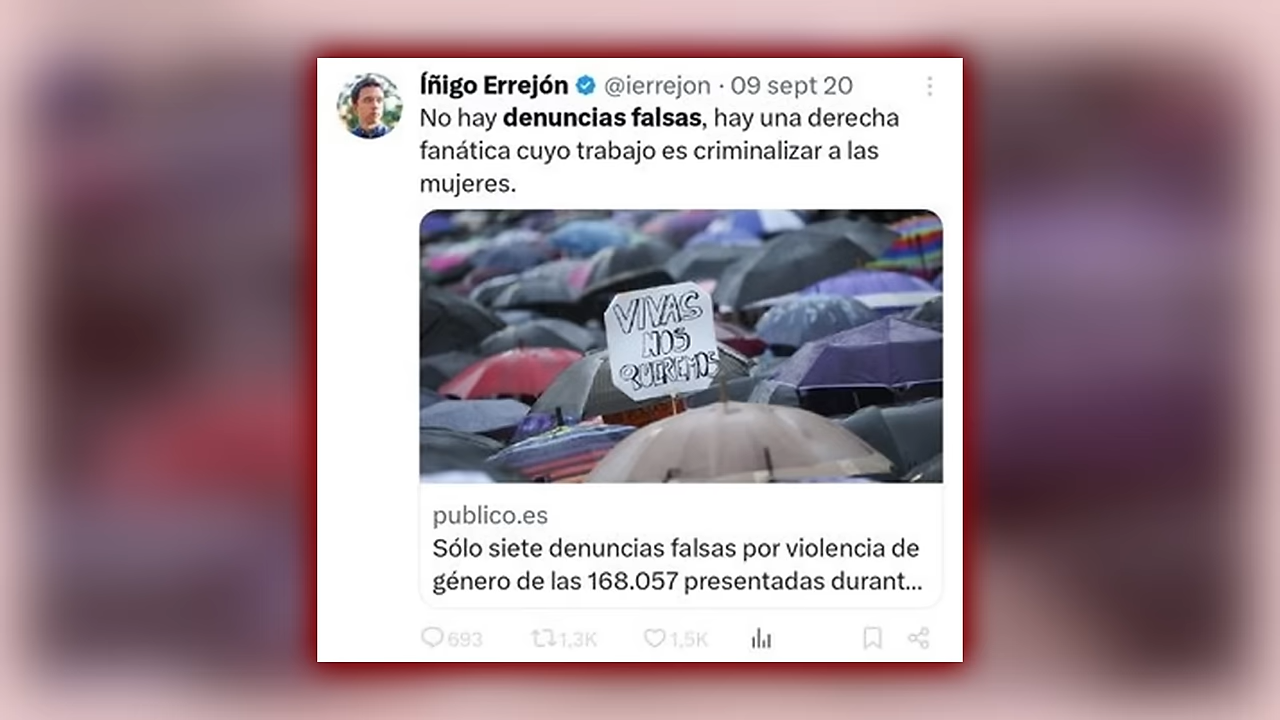 Íñigo Errejón @ierrejon · 09 sept 20
No hay denuncias falsas, hay una derecha
fanática cuyo trabajo es criminalizar a las
mujeres.
VIVAS
NOS
QUEREMOS
publico.es
Sólo siete denuncias falsas por violencia de
género de las 168.057 presentadas durant...
693 1,3K 1,5K